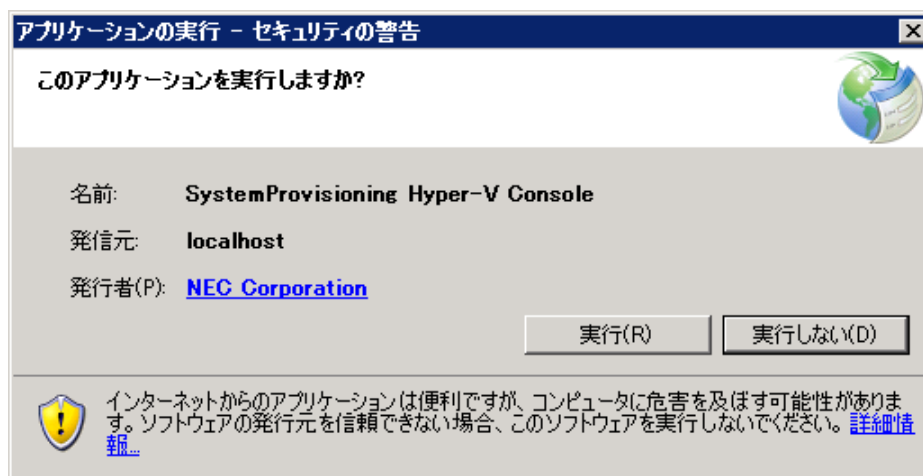 アプリケーションの実行 - セキュリティの警告
このアプリケーションを実行しますか?
名前: SystemProvisioning Hyper-V Console
発信元: localhost
発行者(P): NEC Corporation
実行(R) 実行しない(D)
インターネットからのアプリケーションは便利ですが、コンピュータに危害を及ぼす可能性がありま
す。ソフトウェアの発行元を信頼できない場合、このソフトウェアを実行しないでください。詳細情
報...